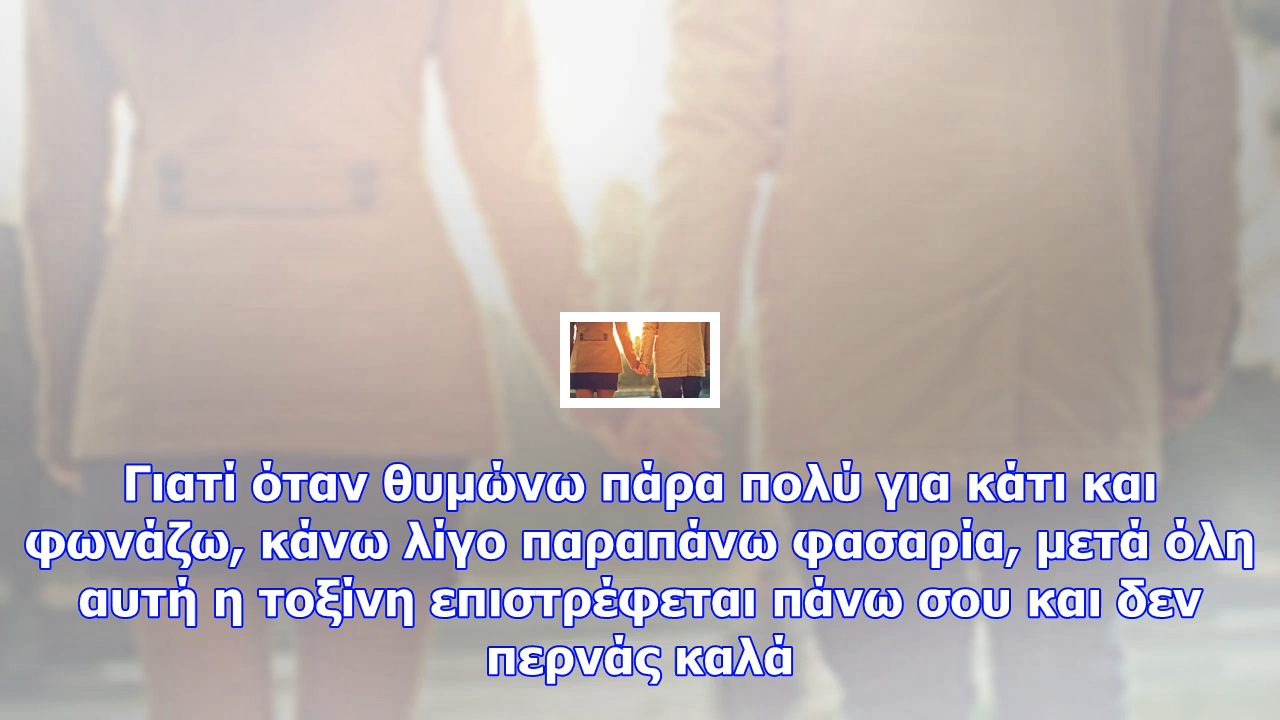 Γιατί όταν θυμώνω πάρα πολύ για κάτι και
φωνάζω, κάνω λίγο παραπάνω φασαρία, μετά όλη
αυτή η τοξίνη επιστρέφεται πάνω σου και δεν
περνάς καλά